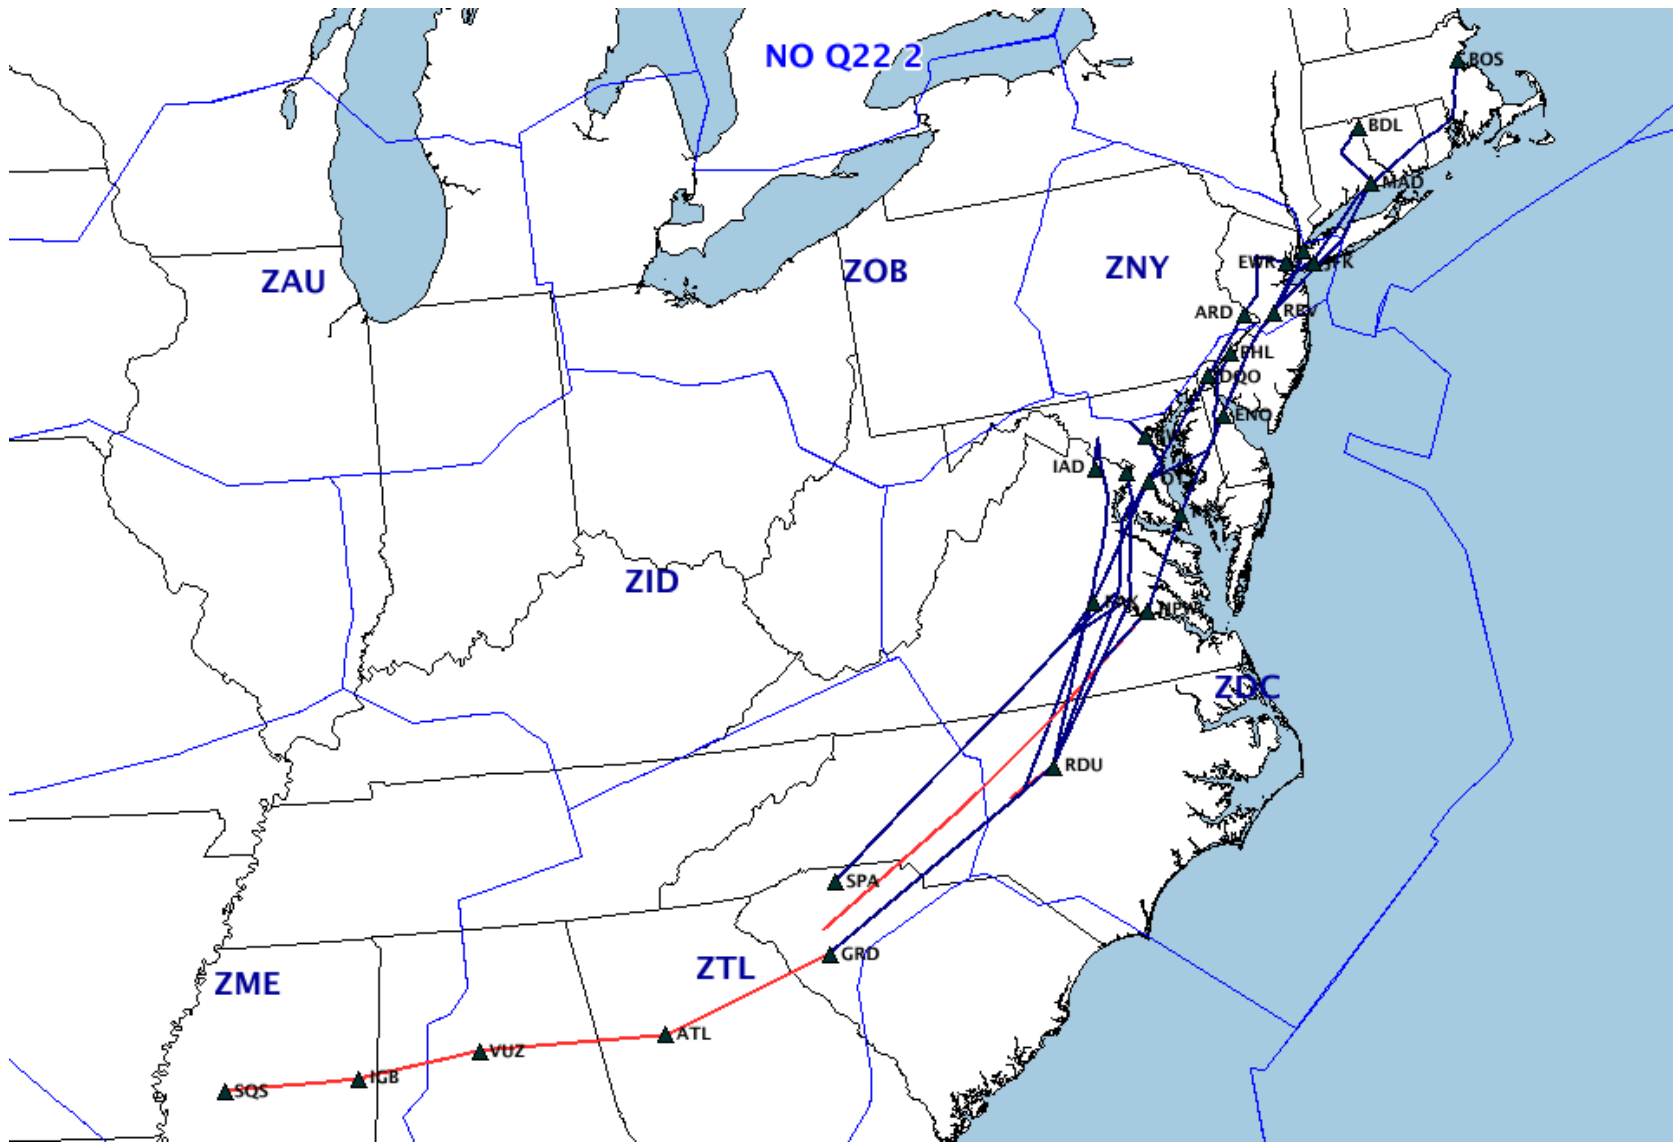 NO Q22 2
BOS
BDL
MAD
ZAU
ZOB
ZNY
EWR
JFK
ARD
RBV
PHL
DQO
ENO
IAD
ZID
HPW
ZDC
RDU
SPA
GRD
ZTL
ZME
ATL
VUZ
IGB
SQS